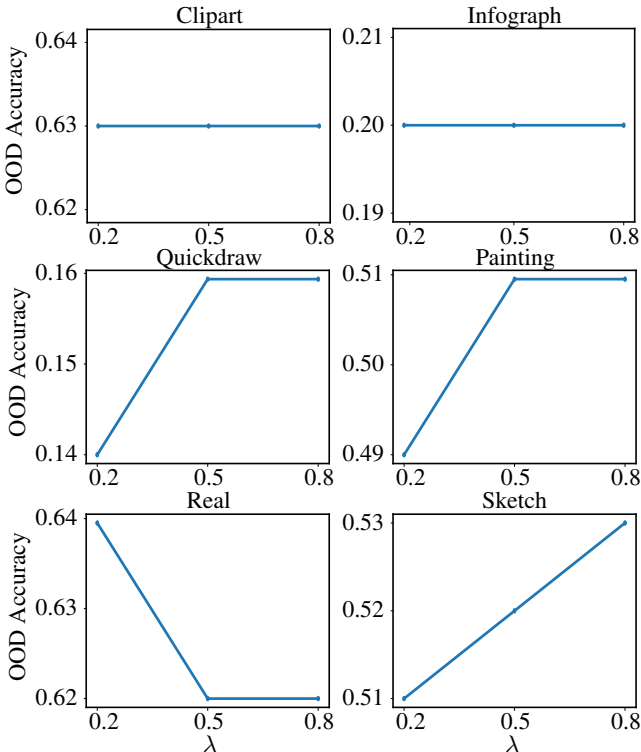 Clipart
Infograph
OOD Accuracy
0.64
0.63
0.62
0.2 0.5 0.8
0.21
0.20
0.19
0.2 0.5 0.8
Quickdraw
Painting
OOD Accuracy
0.16
0.15
0.14
0.2 0.5 0.8
0.51
0.50
0.49
0.2 0.5 0.8
Real
Sketch
OOD Accuracy
0.64
0.63
0.62
0.2 0.5 0.8
λ
0.53
0.52
0.51
0.2 0.5 0.8
λ